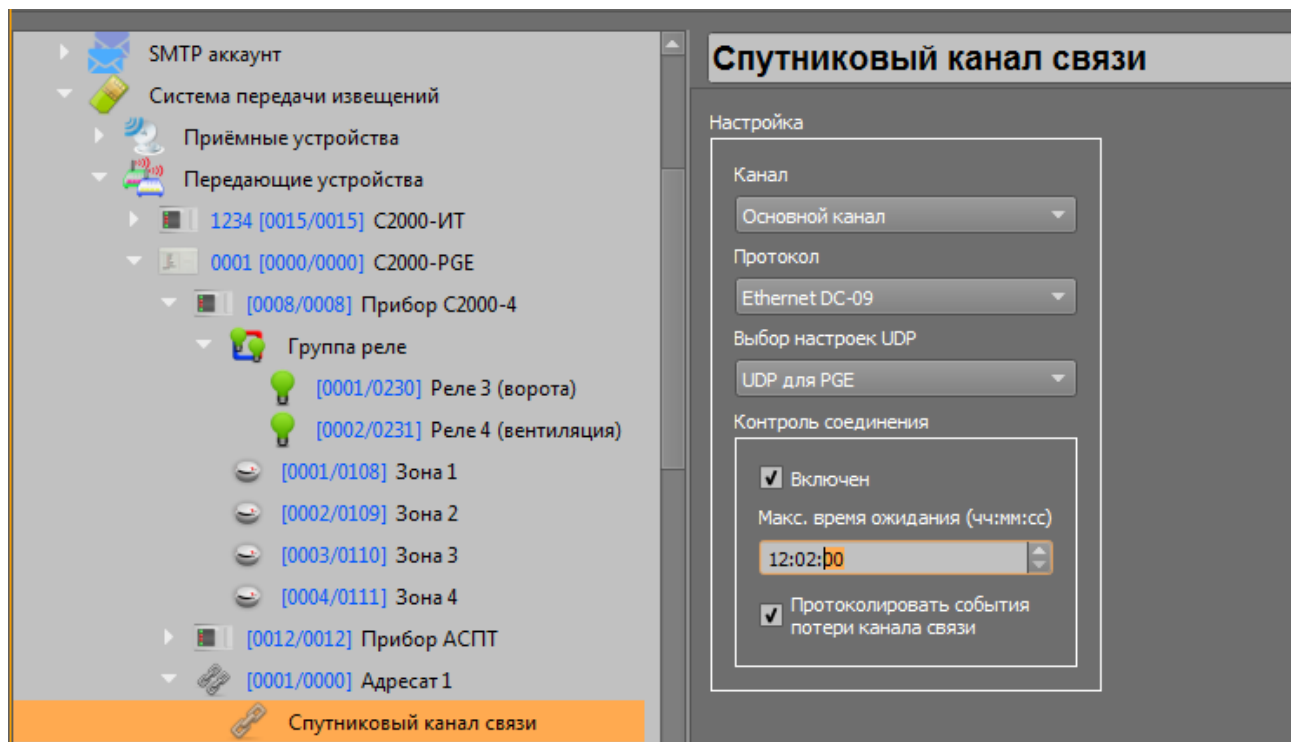 SMTP аккаунт
Система передачи извещений
Приёмные устройства
Передающие устройства
1234 [0015/0015] С2000-ИТ
0001 [0000/0000] С2000-PGE
[0008/0008] Прибор С2000-4
Группа реле
[0001/0230] Реле 3 (ворота)
[0002/0231] Реле 4 (вентиляция)
[0001/0108] Зона 1
[0002/0109] Зона 2
[0003/0110] Зона 3
[0004/0111] Зона 4
[0012/0012] Прибор АСПТ
[0001/0000] Адресат 1
Спутниковый канал связи
Спутниковый канал связи
Настройка
Канал
Основной канал
Протокол
Ethernet DC-09
Выбор настроек UDP
UDP для PGE
Контроль соединения
Включен
Макс. время ожидания (чч:мм:сс)
12:02:00
Протоколировать события
потери канала связи